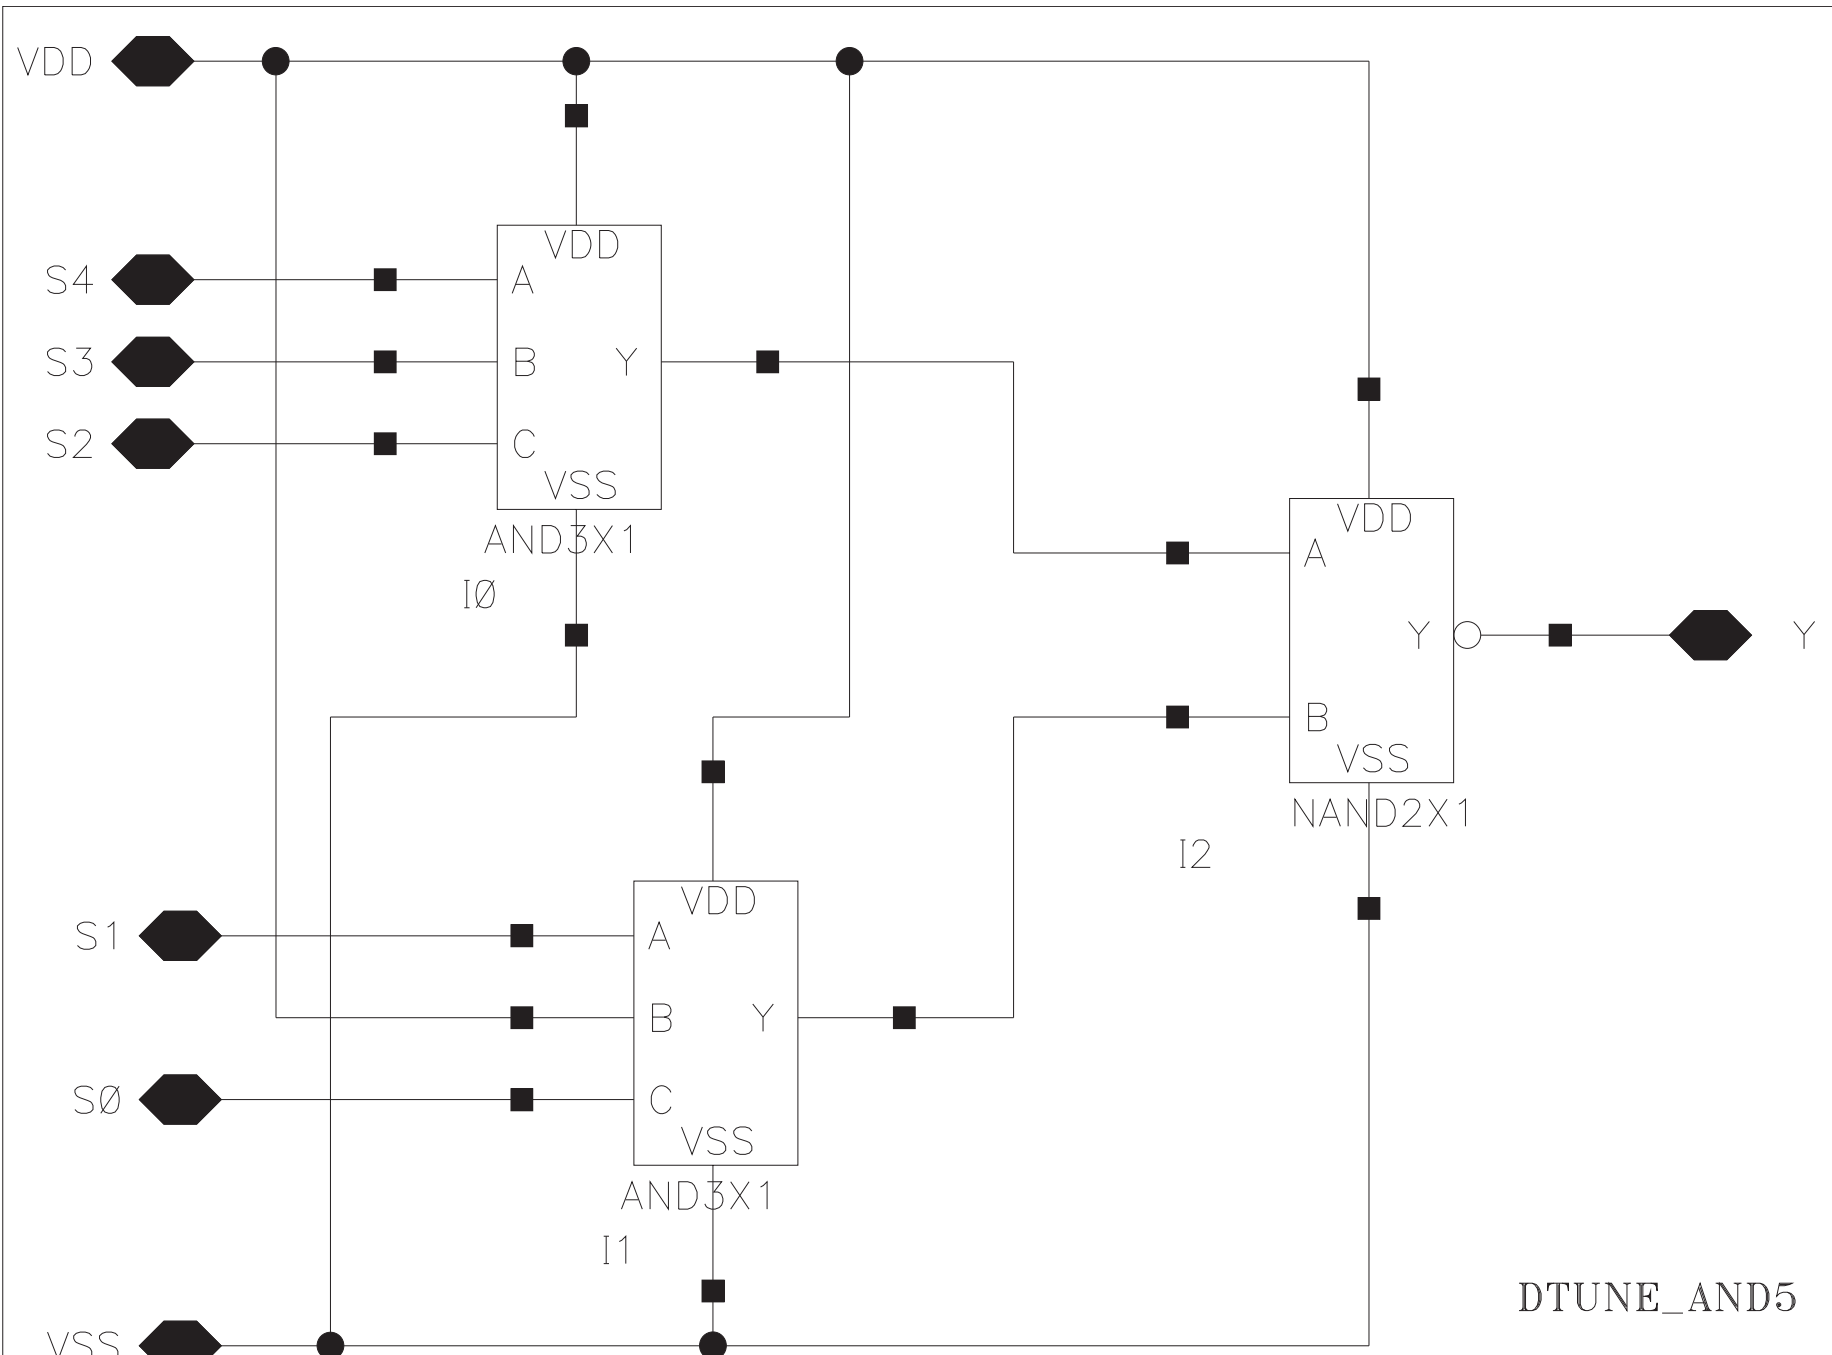 VDD
VDD
S4 A
S3 B Y
S2 C
VSS
AND3X1
IØ
VDD
A
Y Y
B
VSS
NAND2X1
I2
VDD
S1 A
B Y
SØ C
VSS
AND3X1
I1
DTUNE_AND5
VSS